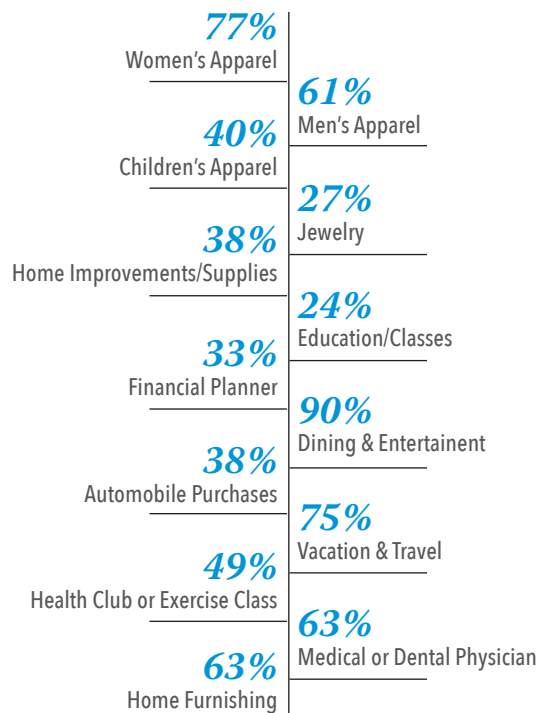 77%
Women's Apparel
61%
Men's Apparel
40%
Children's Apparel
27%
Jewelry
38%
Home Improvements/Supplies
24%
Education/Classes
33%
Financial Planner
90%
Dining & Entertainent
38%
Automobile Purchases
75%
Vacation & Travel
49%
Health Club or Exercise Class
63%
Medical or Dental Physician
63%
Home Furnishing